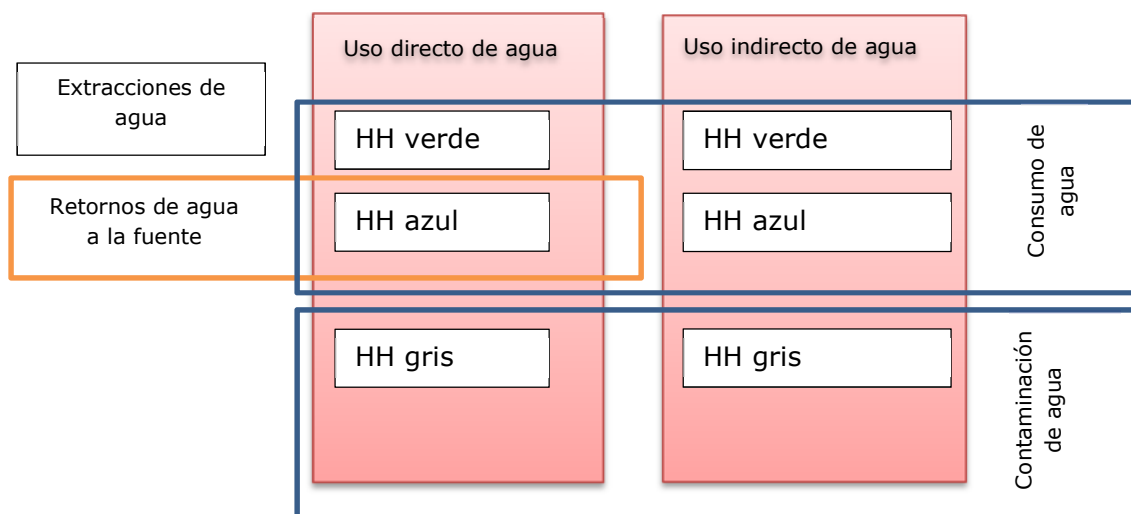 Uso directo de agua
Uso indirecto de agua
Extracciones de
agua
HH verde
HH verde
Retornos de agua
a la fuente
HH azul
HH azul
Consumo de
agua
HH gris
HH gris
Contaminación
de agua